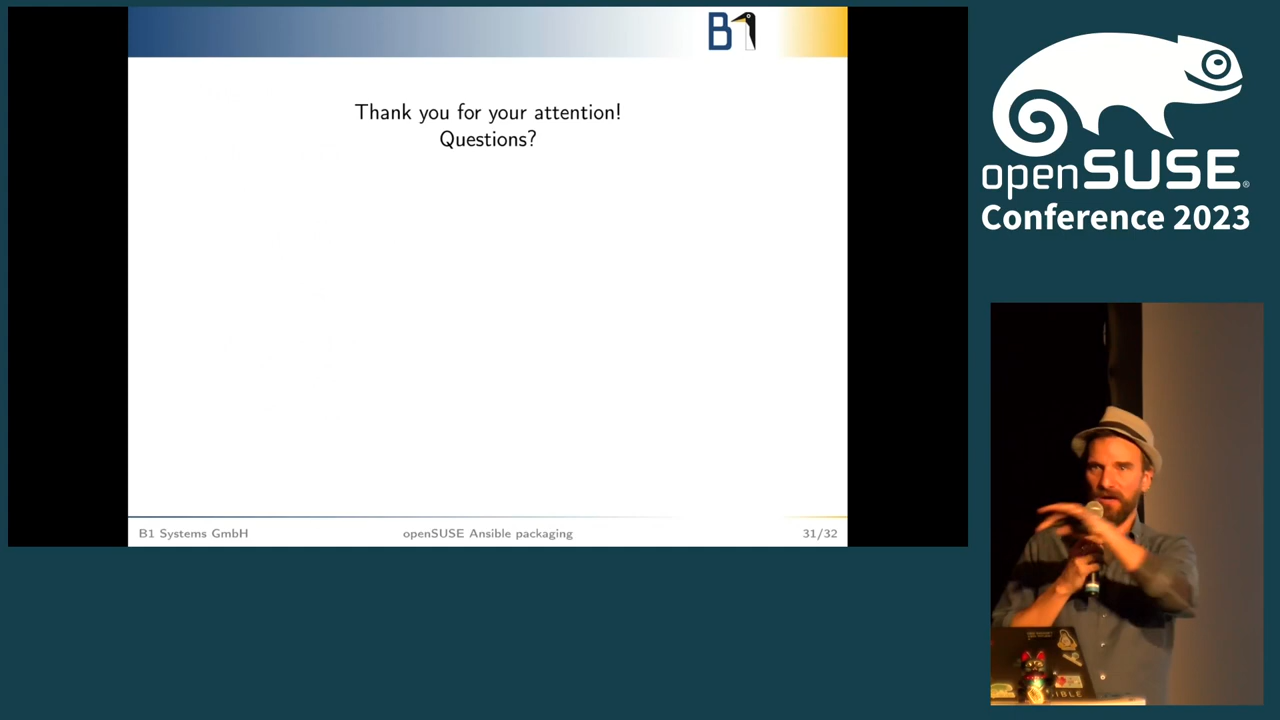 B1
Thank you for your attention!
Questions?
B1 Systems GmbH
openSUSE Ansible packaging
31/32
openSUSE®
Conference 2023